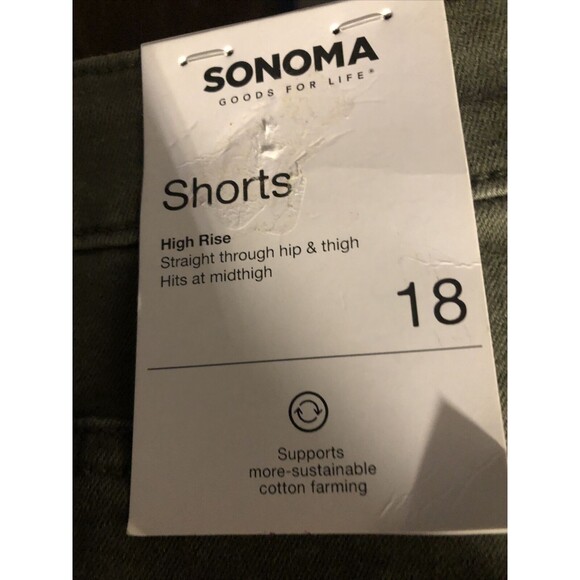 SONOMA
GOODS FOR LIFE®
Shorts
High Rise
Straight through hip & thigh
Hits at midthigh
18
Supports
more-sustainable
cotton farming